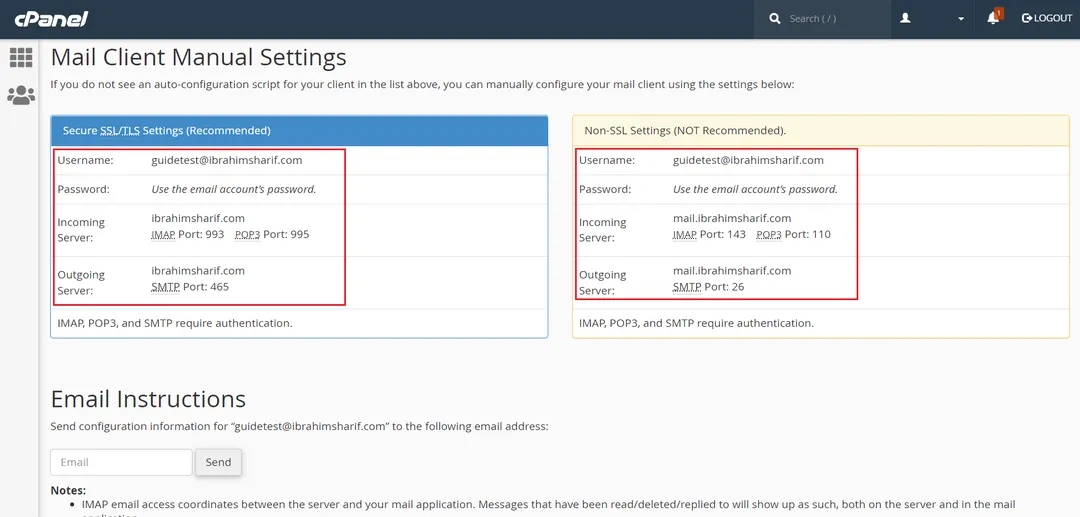 cPanel
Search ( / )
1
LOGOUT
Mail Client Manual Settings
If you do not see an auto-configuration script for your client in the list above, you can manually configure your mail client using the settings below:
Secure SSL/TLS Settings (Recommended)
Username: guidetest@ibrahimsharif.com
Password: Use the email account's password.
Incoming Server: ibrahimsharif.com
IMAP Port: 993 POP3 Port: 995
Outgoing Server: ibrahimsharif.com
SMTP Port: 465
IMAP, POP3, and SMTP require authentication.
Non-SSL Settings (NOT Recommended).
Username: guidetest@ibrahimsharif.com
Password: Use the email account's password.
Incoming Server: mail.ibrahimsharif.com
IMAP Port: 143 POP3 Port: 110
Outgoing Server: mail.ibrahimsharif.com
SMTP Port: 26
IMAP, POP3, and SMTP require authentication.
Email Instructions
Send configuration information for “guidetest@ibrahimsharif.com” to the following email address:
Email
Send
Notes:
• IMAP email access coordinates between the server and your mail application. Messages that have been read/deleted/replied to will show up as such, both on the server and in the mail